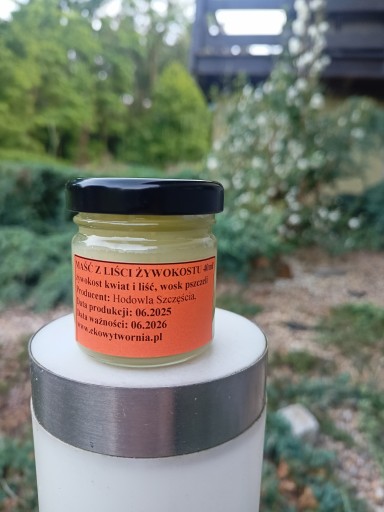 MAŚĆ Z LIŚCI ŻYWOKOSTU 40ml
żywokost kwiat i liść, wosk pszczeli
Producent: Hodowla Szczęścia,
Data produkcji: 06.2025
Data ważności: 06.2026
www.ekowytwornia.pl